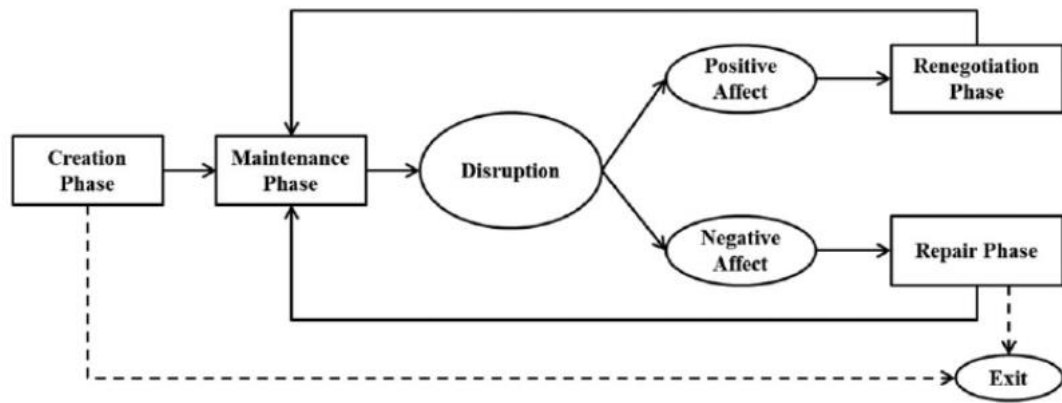 Positive
Affect
Renegotiation
Phase
Creation
Phase
Maintenance
Phase
Disruption
Negative
Affect
Repair Phase
Exit